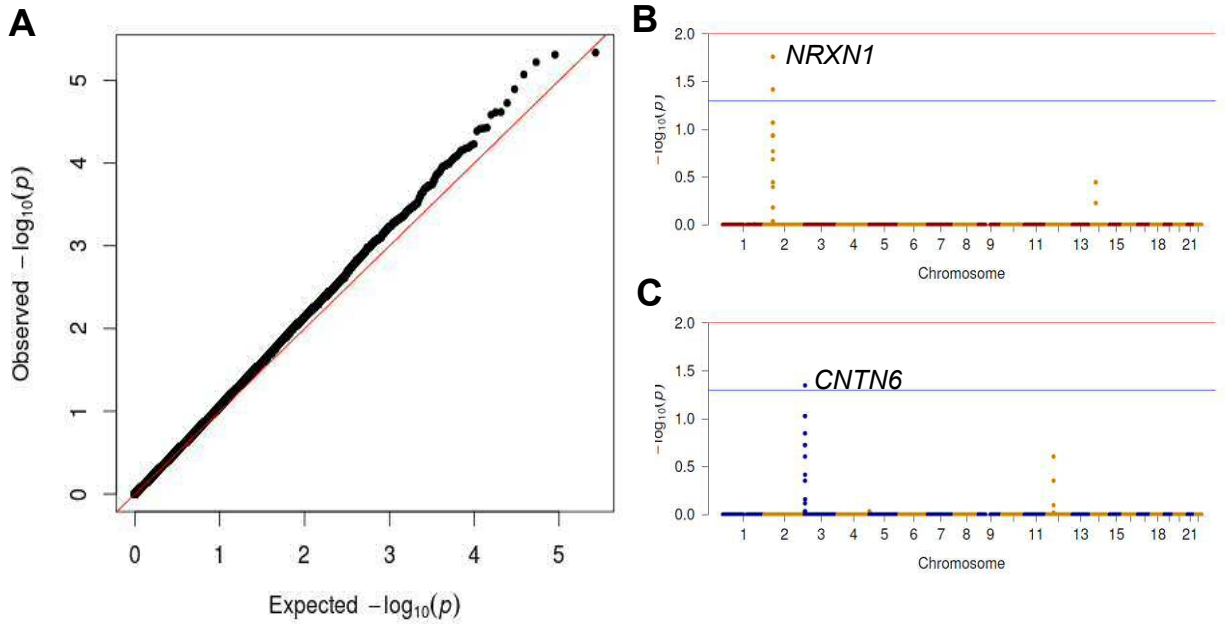 A
Observed −log10(p)
5
4
3
2
1
0
0 1 2 3 4 5
Expected −log10(p)
B
2.0
NRXN1
1.5
−log10(p)
1.0
0.5
0.0
1 2 3 4 5 6 7 8 9 11 13 15 18 21
Chromosome
C
2.0
1.5
CNTN6
−log10(p)
1.0
0.5
0.0
1 2 3 4 5 6 7 8 9 11 13 15 18 21
Chromosome